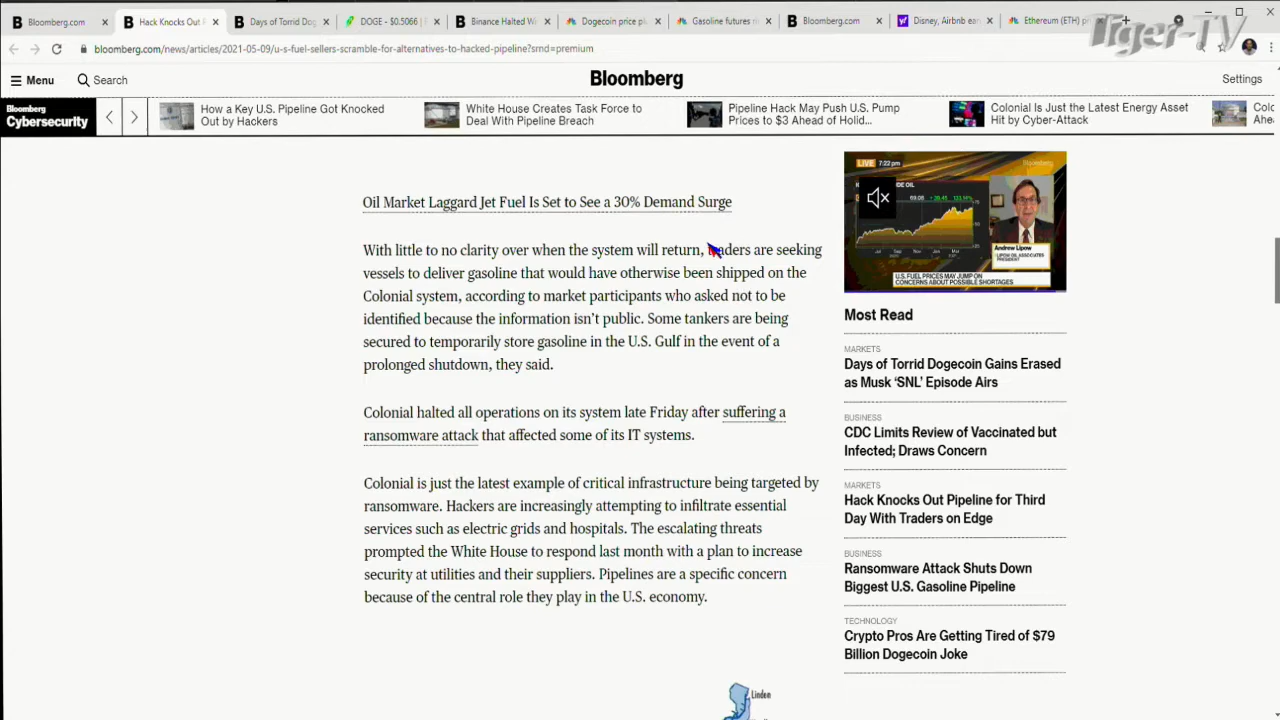 Bloomberg.com
Hack Knocks Out
Days of Torrid Dog
DOGE - $0.5066 |
Binance Halted Wi
Dogecoin price pl
Gasoline futures ri
Bloomberg.com
Disney, Airbnb ear
Ethereum (ETH) pr
Tiger-TV
bloomberg.com/news/articles/2021-05-09/u-s-fuel-sellers-scramble-for-alternatives-to-hacked-pipeline?srnd=premium
Menu
Search
Bloomberg
Settings
Bloomberg
Cybersecurity
How a Key U.S. Pipeline Got Knocked
Out by Hackers
White House Creates Task Force to
Deal With Pipeline Breach
Pipeline Hack May Push U.S. Pump
Prices to $3 Ahead of Holid...
Colonial Is Just the Latest Energy Asset
Hit by Cyber-Attack
Colo
Ahea
Oil Market Laggard Jet Fuel Is Set to See a 30% Demand Surge
With little to no clarity over when the system will return, traders are seeking
vessels to deliver gasoline that would have otherwise been shipped on the
Colonial system, according to market participants who asked not to be
identified because the information isn't public. Some tankers are being
secured to temporarily store gasoline in the U.S. Gulf in the event of a
prolonged shutdown, they said.
Colonial halted all operations on its system late Friday after suffering a
ransomware attack that affected some of its IT systems.
Colonial is just the latest example of critical infrastructure being targeted by
ransomware. Hackers are increasingly attempting to infiltrate essential
services such as electric grids and hospitals. The escalating threats
prompted the White House to respond last month with a plan to increase
security at utilities and their suppliers. Pipelines are a specific concern
because of the central role they play in the U.S. economy.
Linden
LIVE 7:22pm
Bloomberg
Andrew Lipow
LIPOW OIL ASSOCIATES
PRESIDENT
U.S. FUEL PRICES MAY JUMP ON
CONCERNS ABOUT POSSIBLE SHORTAGES
Most Read
MARKETS
Days of Torrid Dogecoin Gains Erased
as Musk 'SNL' Episode Airs
BUSINESS
CDC Limits Review of Vaccinated but
Infected; Draws Concern
MARKETS
Hack Knocks Out Pipeline for Third
Day With Traders on Edge
BUSINESS
Ransomware Attack Shuts Down
Biggest U.S. Gasoline Pipeline
TECHNOLOGY
Crypto Pros Are Getting Tired of $79
Billion Dogecoin Joke